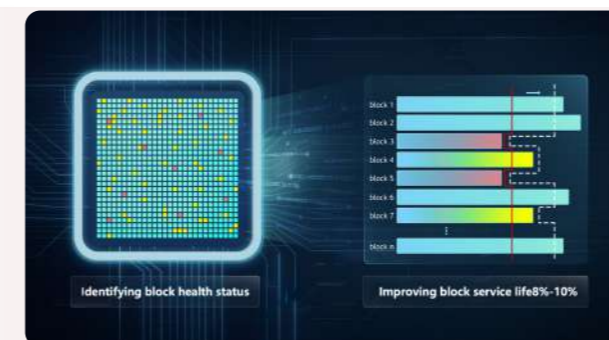 block 1
block 2
block 3
block 4
block 5
block 6
block 7
⋮
block n
Identifying block health status
Improving block service life8%-10%